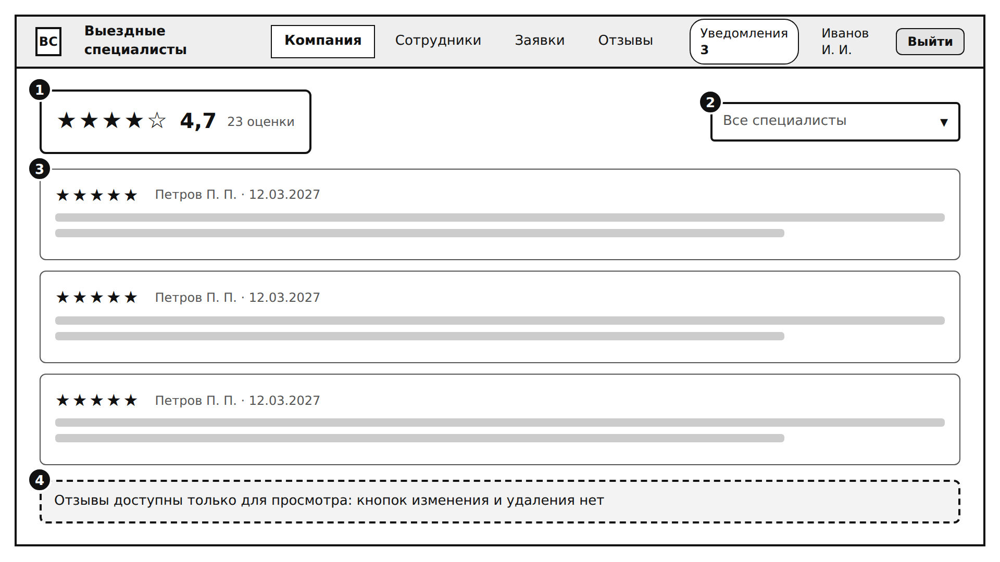 ВС
Выездные
специалисты
Компания
Сотрудники
Заявки
Отзывы
Уведомления
3
Иванов
И. И.
Выйти
1
★★★★☆ 4,7 23 оценки
2
Все специалисты ▼
3
★★★★★ Петров П. П. · 12.03.2027
★★★★★ Петров П. П. · 12.03.2027
★★★★★ Петров П. П. · 12.03.2027
4
Отзывы доступны только для просмотра: кнопок изменения и удаления нет